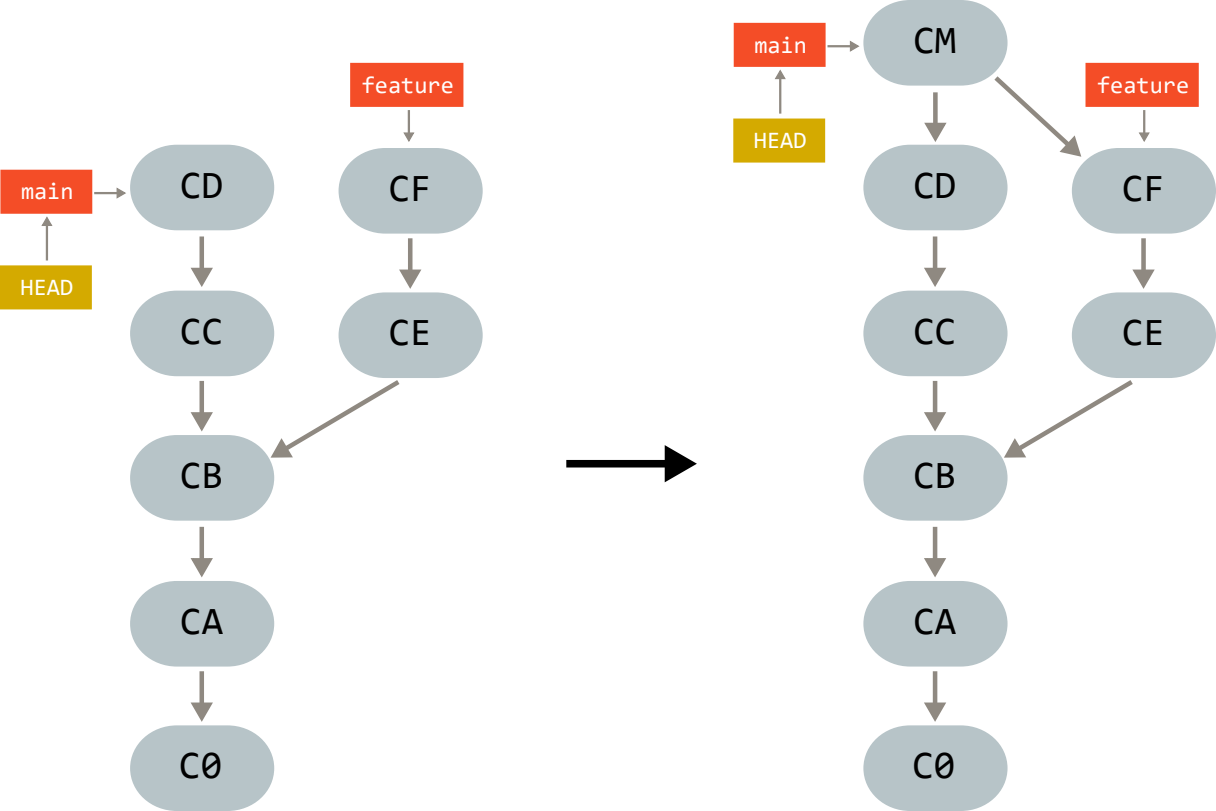 feature
main
CD
CF
HEAD
CC
CE
CB
CA
C0
CM
main
feature
HEAD
CD
CF
CC
CE
CB
CA
C0